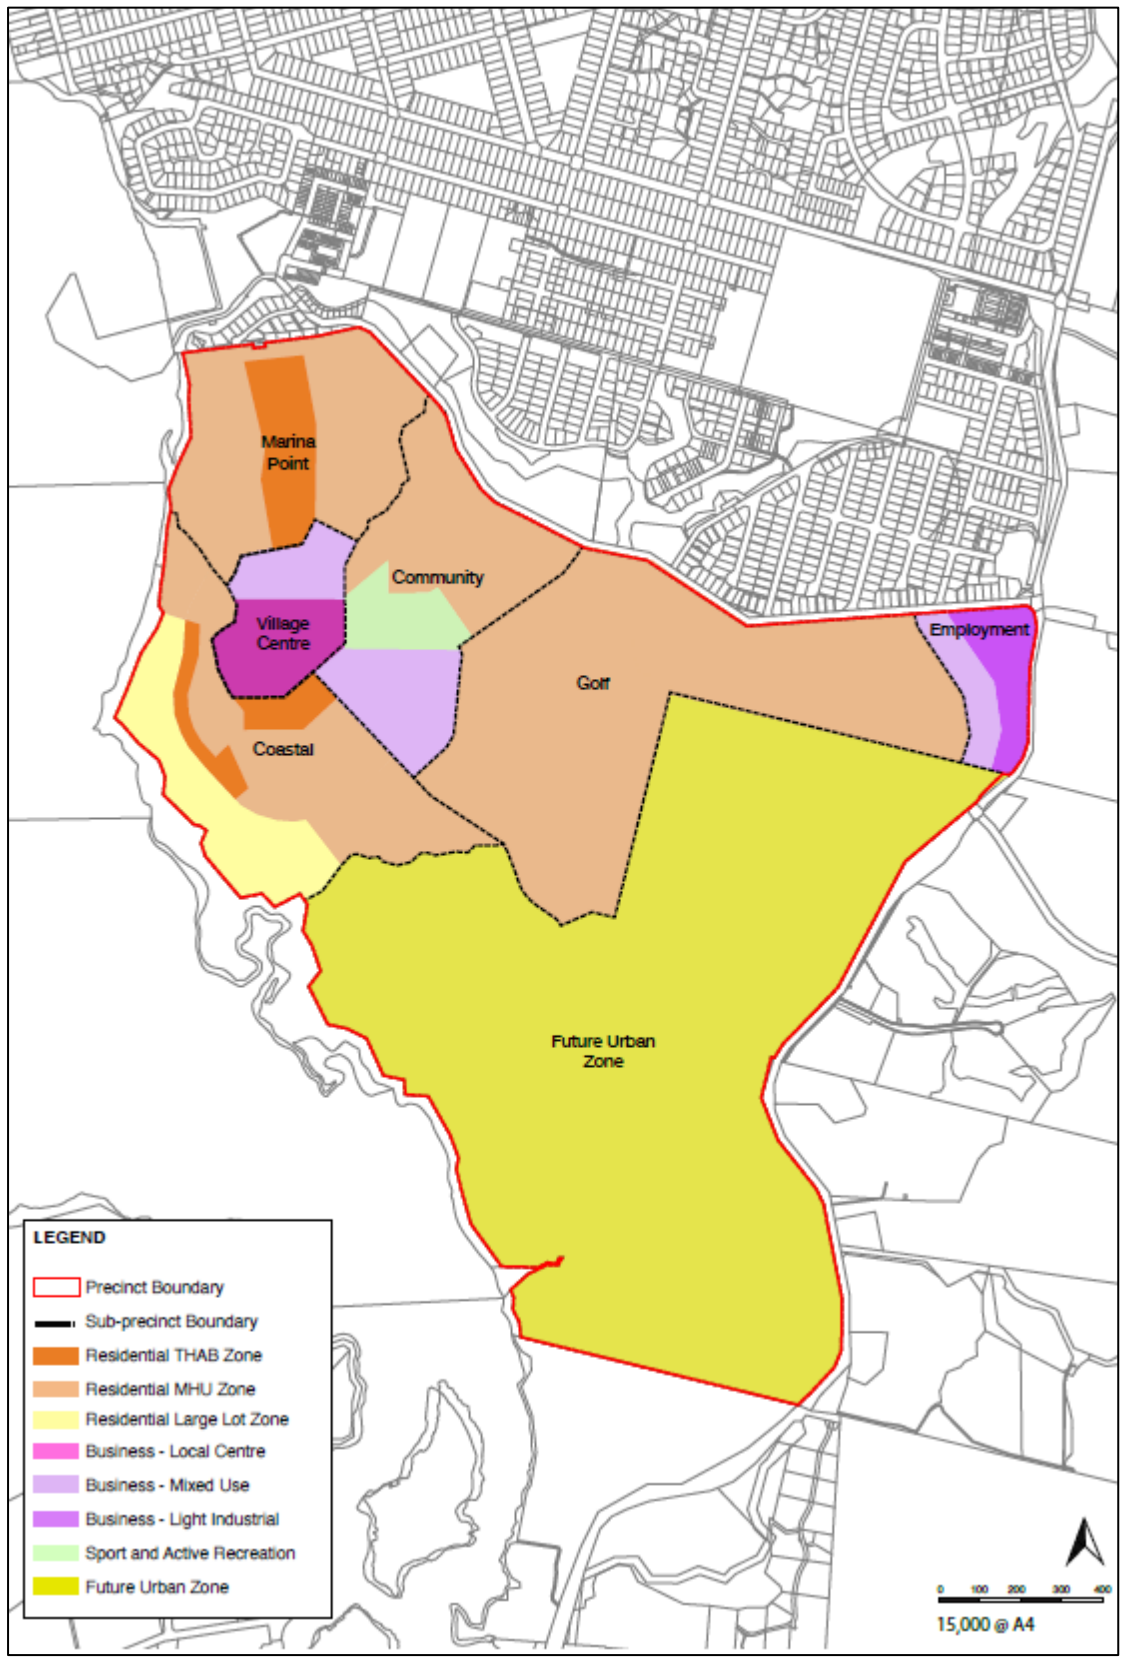 Marina
Point
Community
Village
Centre
Employment
Golf
Coastal
Future Urban
Zone
LEGEND
Precinct Boundary
Sub-precinct Boundary
Residential THAB Zone
Residential MHU Zone
Residential Large Lot Zone
Business - Local Centre
Business - Mixed Use
Business - Light Industrial
Sport and Active Recreation
Future Urban Zone
0 100 200 300 400
15,000 @ A4